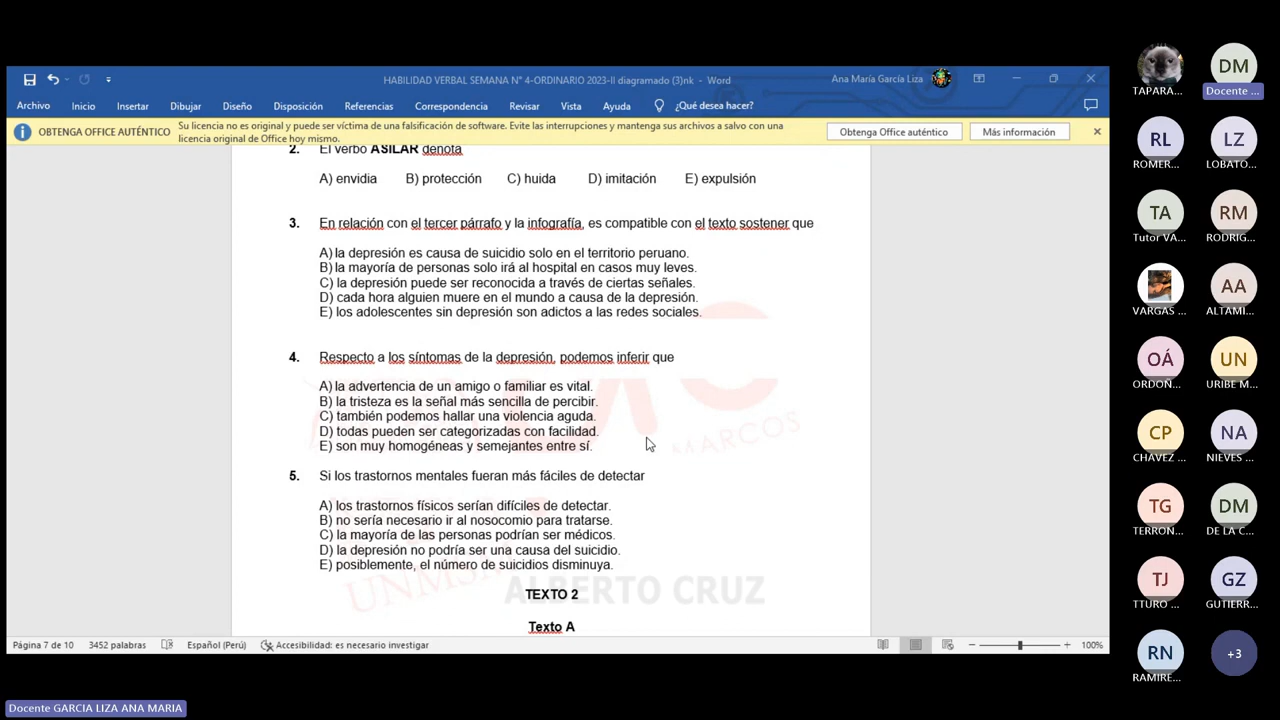 HABILIDAD VERBAL SEMANA N° 4-ORDINARIO 2023-II diagramado (3)nk - Word
Ana María García Liza
Archivo Inicio Insertar Dibujar Diseño Disposición Referencias Correspondencia Revisar Vista Ayuda ¿Qué desea hacer?
OBTENGA OFFICE AUTÉNTICO Su licencia no es original y puede ser víctima de una falsificación de software. Evite las interrupciones y mantenga sus archivos a salvo con una
licencia original de Office hoy mismo.
Obtenga Office auténtico Más información
2. El verbo ASILAR denota
A) envidia B) protección C) huida D) imitación E) expulsión
3. En relación con el tercer párrafo y la infografía, es compatible con el texto sostener que
A) la depresión es causa de suicidio solo en el territorio peruano.
B) la mayoría de personas solo irá al hospital en casos muy leves.
C) la depresión puede ser reconocida a través de ciertas señales.
D) cada hora alguien muere en el mundo a causa de la depresión.
E) los adolescentes sin depresión son adictos a las redes sociales.
4. Respecto a los síntomas de la depresión, podemos inferir que
A) la advertencia de un amigo o familiar es vital.
B) la tristeza es la señal más sencilla de percibir.
C) también podemos hallar una violencia aguda.
D) todas pueden ser categorizadas con facilidad.
E) son muy homogéneas y semejantes entre sí.
MARCOS
5. Si los trastornos mentales fueran más fáciles de detectar
A) los trastornos físicos serían difíciles de detectar.
B) no sería necesario ir al nosocomio para tratarse.
C) la mayoría de las personas podrían ser médicos.
D) la depresión no podría ser una causa del suicidio.
E) posiblemente, el número de suicidios disminuya.
UNMSM
ALBERTO CRUZ
TEXTO 2
Texto A
Página 7 de 10 3452 palabras Español (Perú) Accesibilidad: es necesario investigar 100%
Docente GARCIA LIZA ANA MARIA
TAPARA...
DM
Docente ...
RL
ROMER...
LZ
LOBATO...
TA
Tutor VA...
RM
RODRIG...
VARGAS ...
AA
ALTAMI...
OÁ
ORDOÑ...
UN
URIBE M...
CP
CHAVEZ ...
NA
NIEVES ...
TG
TERRON...
DM
DE LA C...
TJ
TTURO ...
GZ
GUTIERR...
RN
RAMIRE...
+3